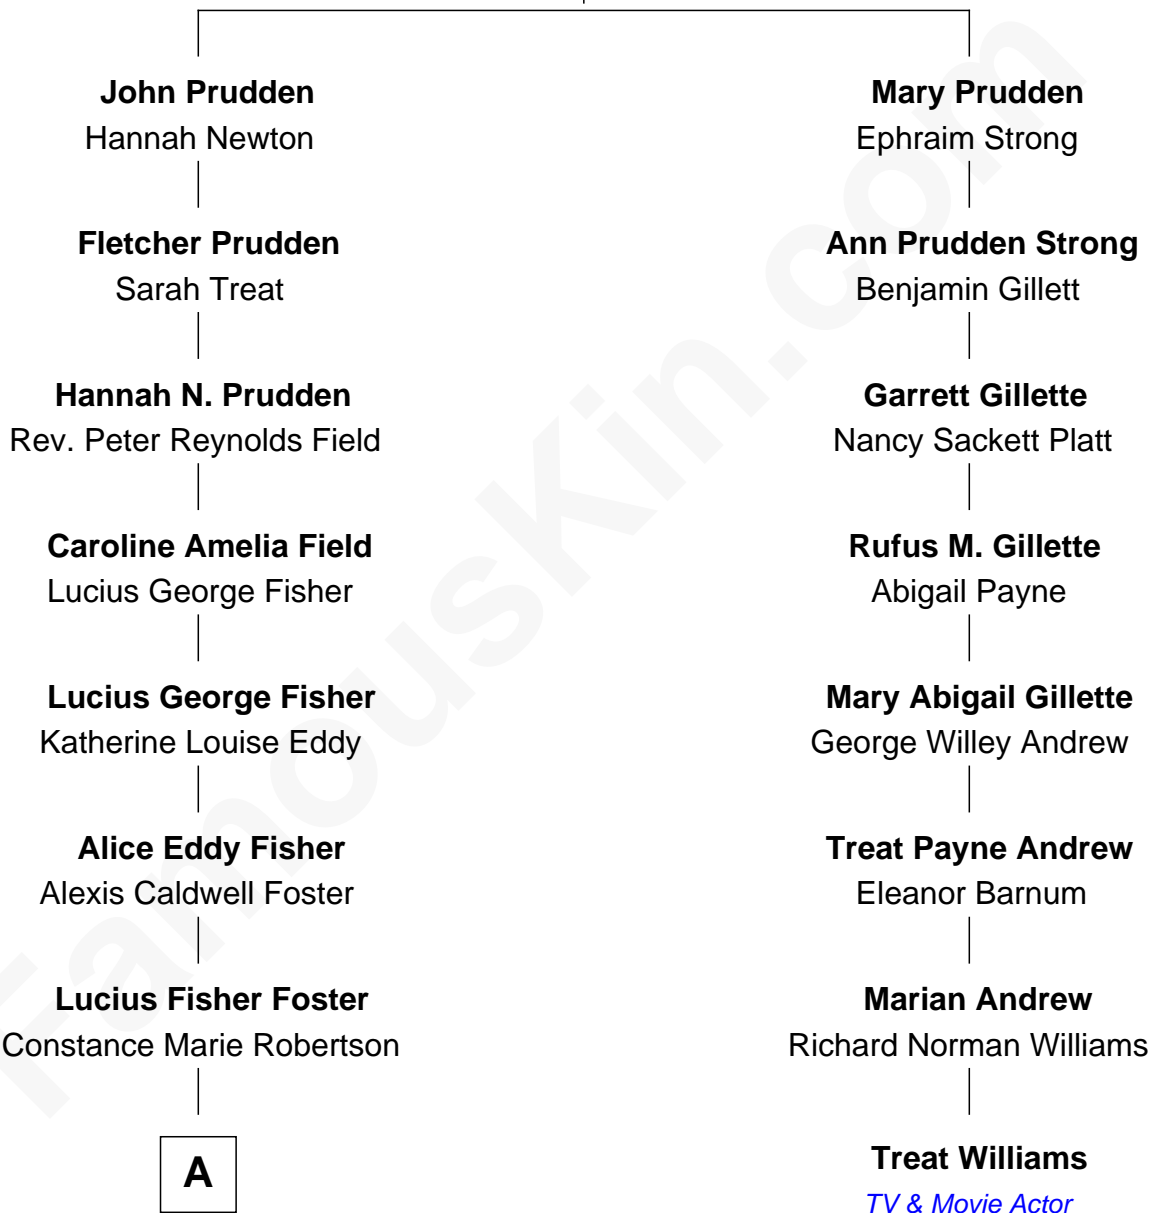 John Prudden
Hannah Newton
Fletcher Prudden
Sarah Treat
Hannah N. Prudden
Rev. Peter Reynolds Field
Caroline Amelia Field
Lucius George Fisher
Lucius George Fisher
Katherine Louise Eddy
Alice Eddy Fisher
Alexis Caldwell Foster
Lucius Fisher Foster
Constance Marie Robertson
A
Mary Prudden
Ephraim Strong
Ann Prudden Strong
Benjamin Gillett
Garrett Gillette
Nancy Sackett Platt
Rufus M. Gillette
Abigail Payne
Mary Abigail Gillette
George Willey Andrew
Treat Payne Andrew
Eleanor Barnum
Marian Andrew
Richard Norman Williams
Treat Williams
TV & Movie Actor
FamousKin.com